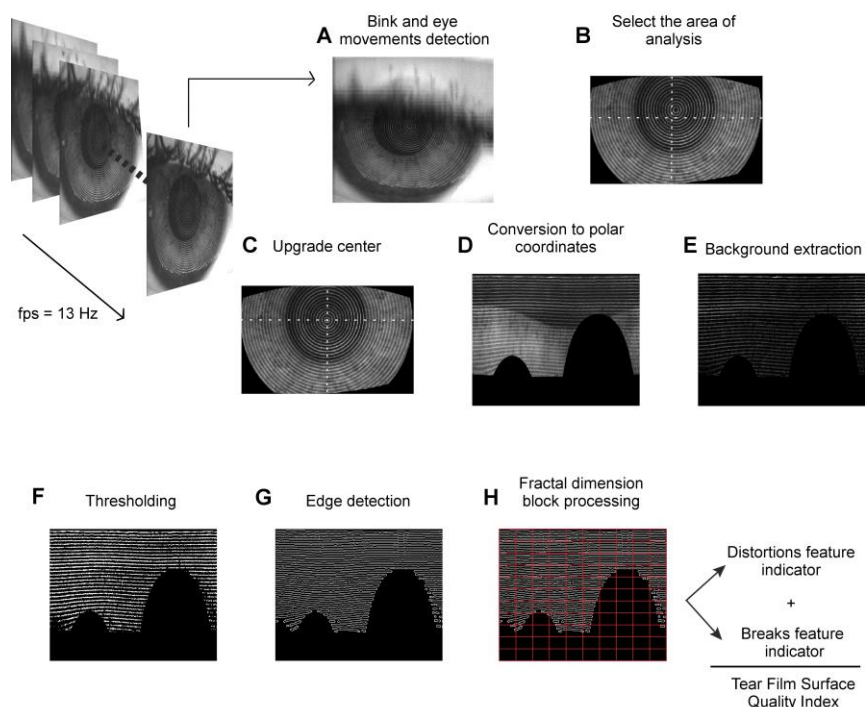 A
Bink and eye
movements detection
B
Select the area of
analysis
fps = 13 Hz
C
Upgrade center
D
Conversion to polar
coordinates
E
Background extraction
F
Thresholding
G
Edge detection
H
Fractal dimension
block processing
Distortions feature
indicator
+
Breaks feature
indicator
Tear Film Surface
Quality Index